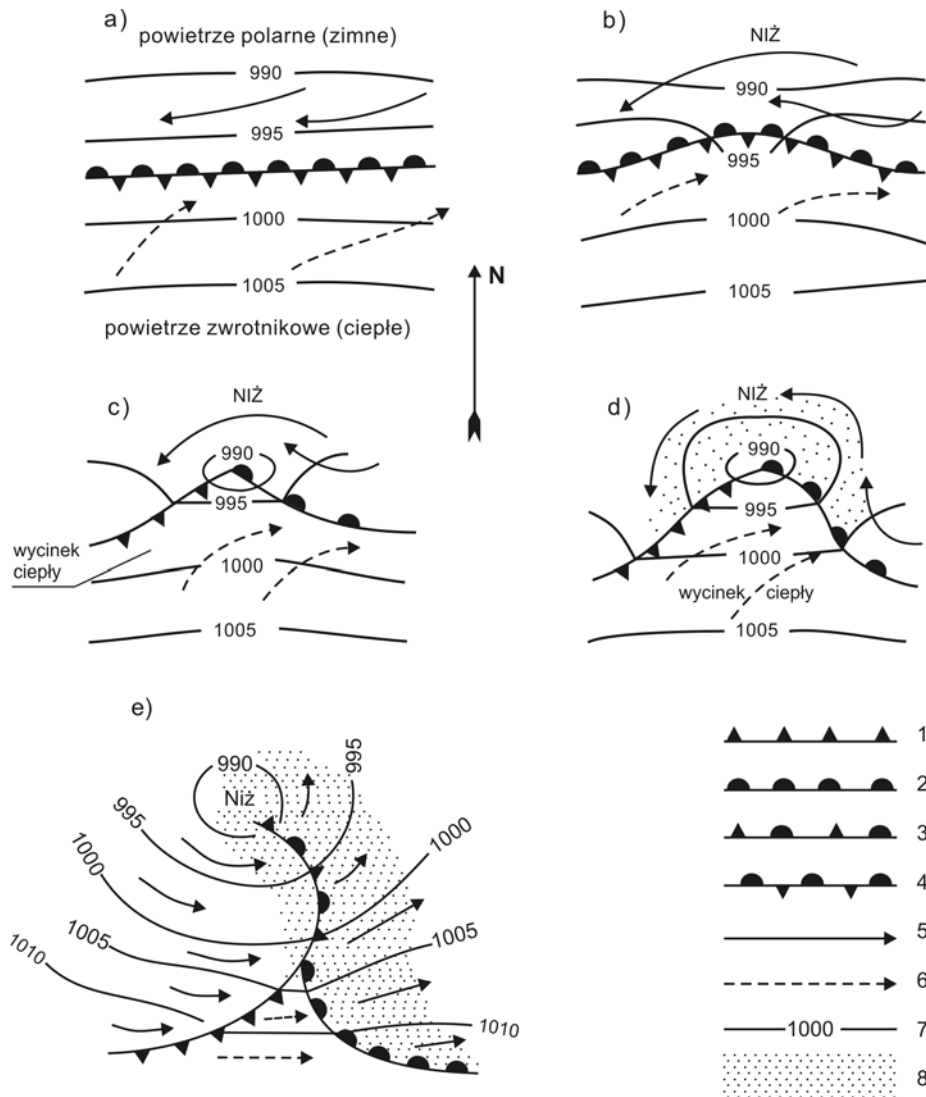 a)
powietrze polarne (zimne)
990
995
1000
1005
powietrze zwrotnikowe (ciepłe)
b)
NIŻ
990
995
1000
1005
N
c)
NIŻ
990
995
wycinek
ciepły
1000
1005
d)
NIŻ
990
995
1000
wycinek ciepły
1005
e)
990
Niż
995
995
1000
1000
1005
1005
1010
1010
1
2
3
4
5
6
1000 7
8